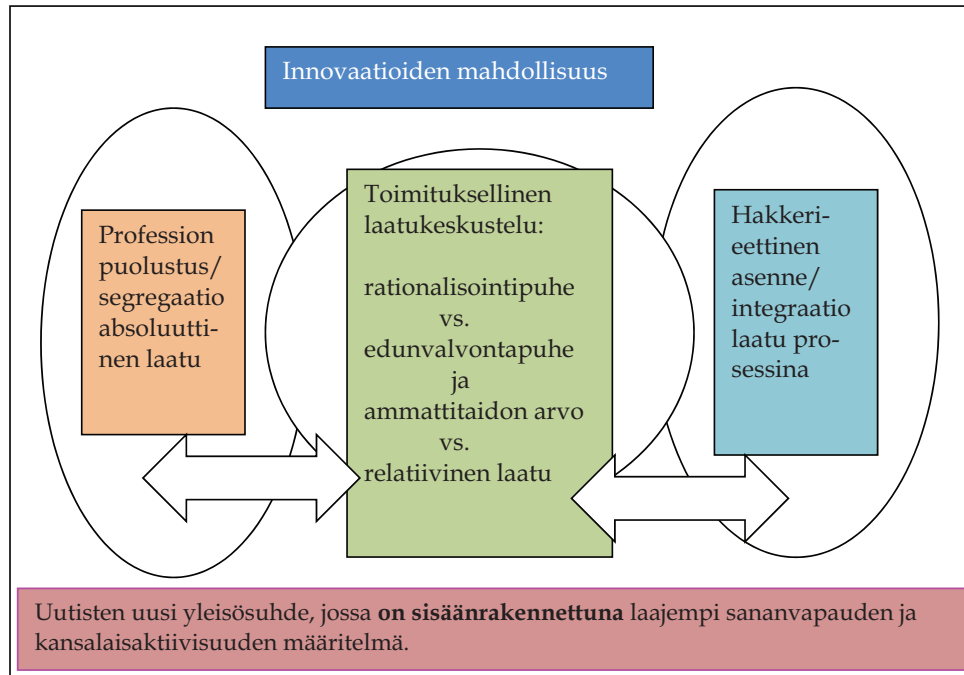 Innovaatioiden mahdollisuus
Profession
puolustus/
segregaatio
absoluutti-
nen laatu
Toimituksellinen
laatukeskustelu:
rationalisointipuhe
vs.
edunvalvontapuhe
ja
ammattitaidon arvo
vs.
relatiivinen laatu
Hakkeri-
eettinen
asenne/
integraatio
laatu pro-
sessina
Uutisten uusi yleisösuhde, jossa on sisäänrakennettuna laajempi sananvapauden ja
kansalaisaktiivisuuden määritelmä.